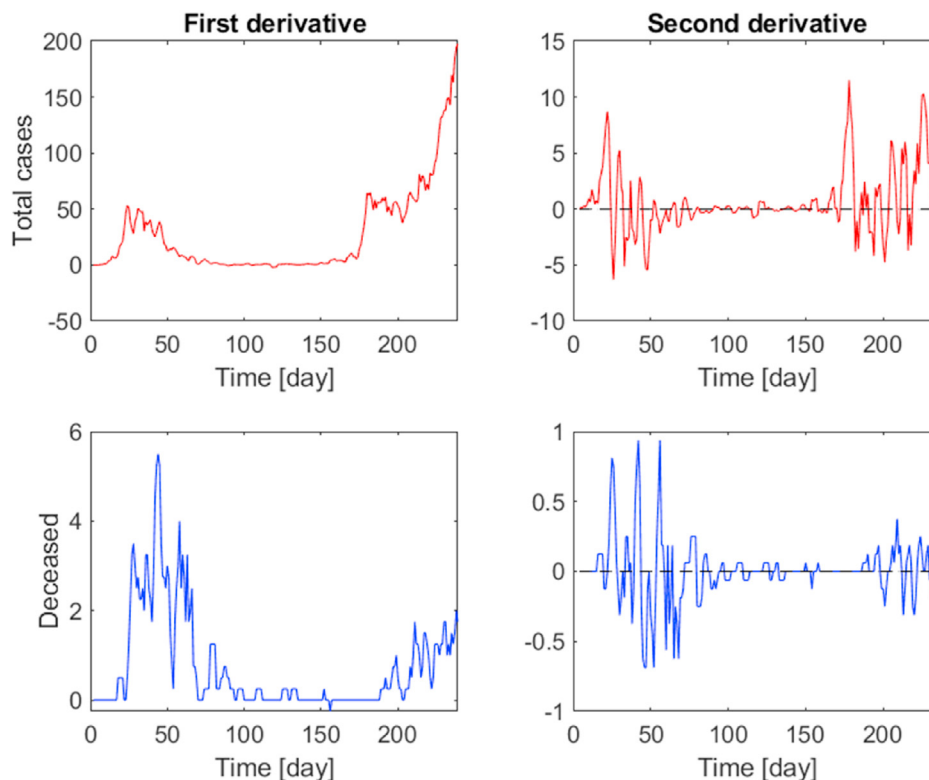 First derivative
Second derivative
Total cases
200
150
100
50
0
-50
0 50 100 150 200
Time [day]
15
10
5
0
-5
-10
0 50 100 150 200
Time [day]
Deceased
6
4
2
0
0 50 100 150 200
Time [day]
1
0.5
0
-0.5
-1
0 50 100 150 200
Time [day]